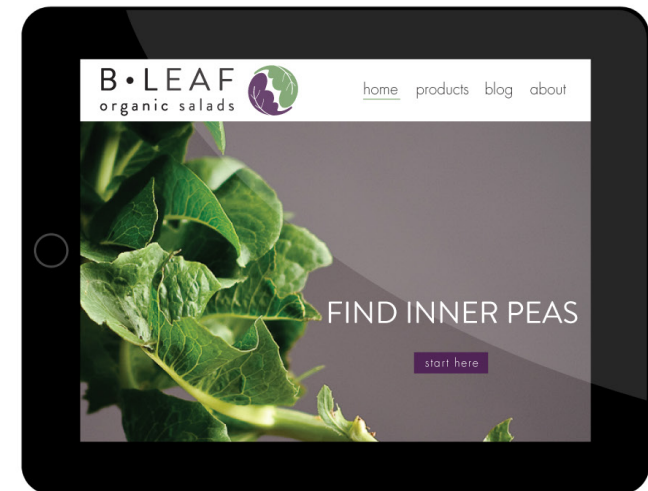 B•LEAF
organic salads
home products blog about
FIND INNER PEAS
start here